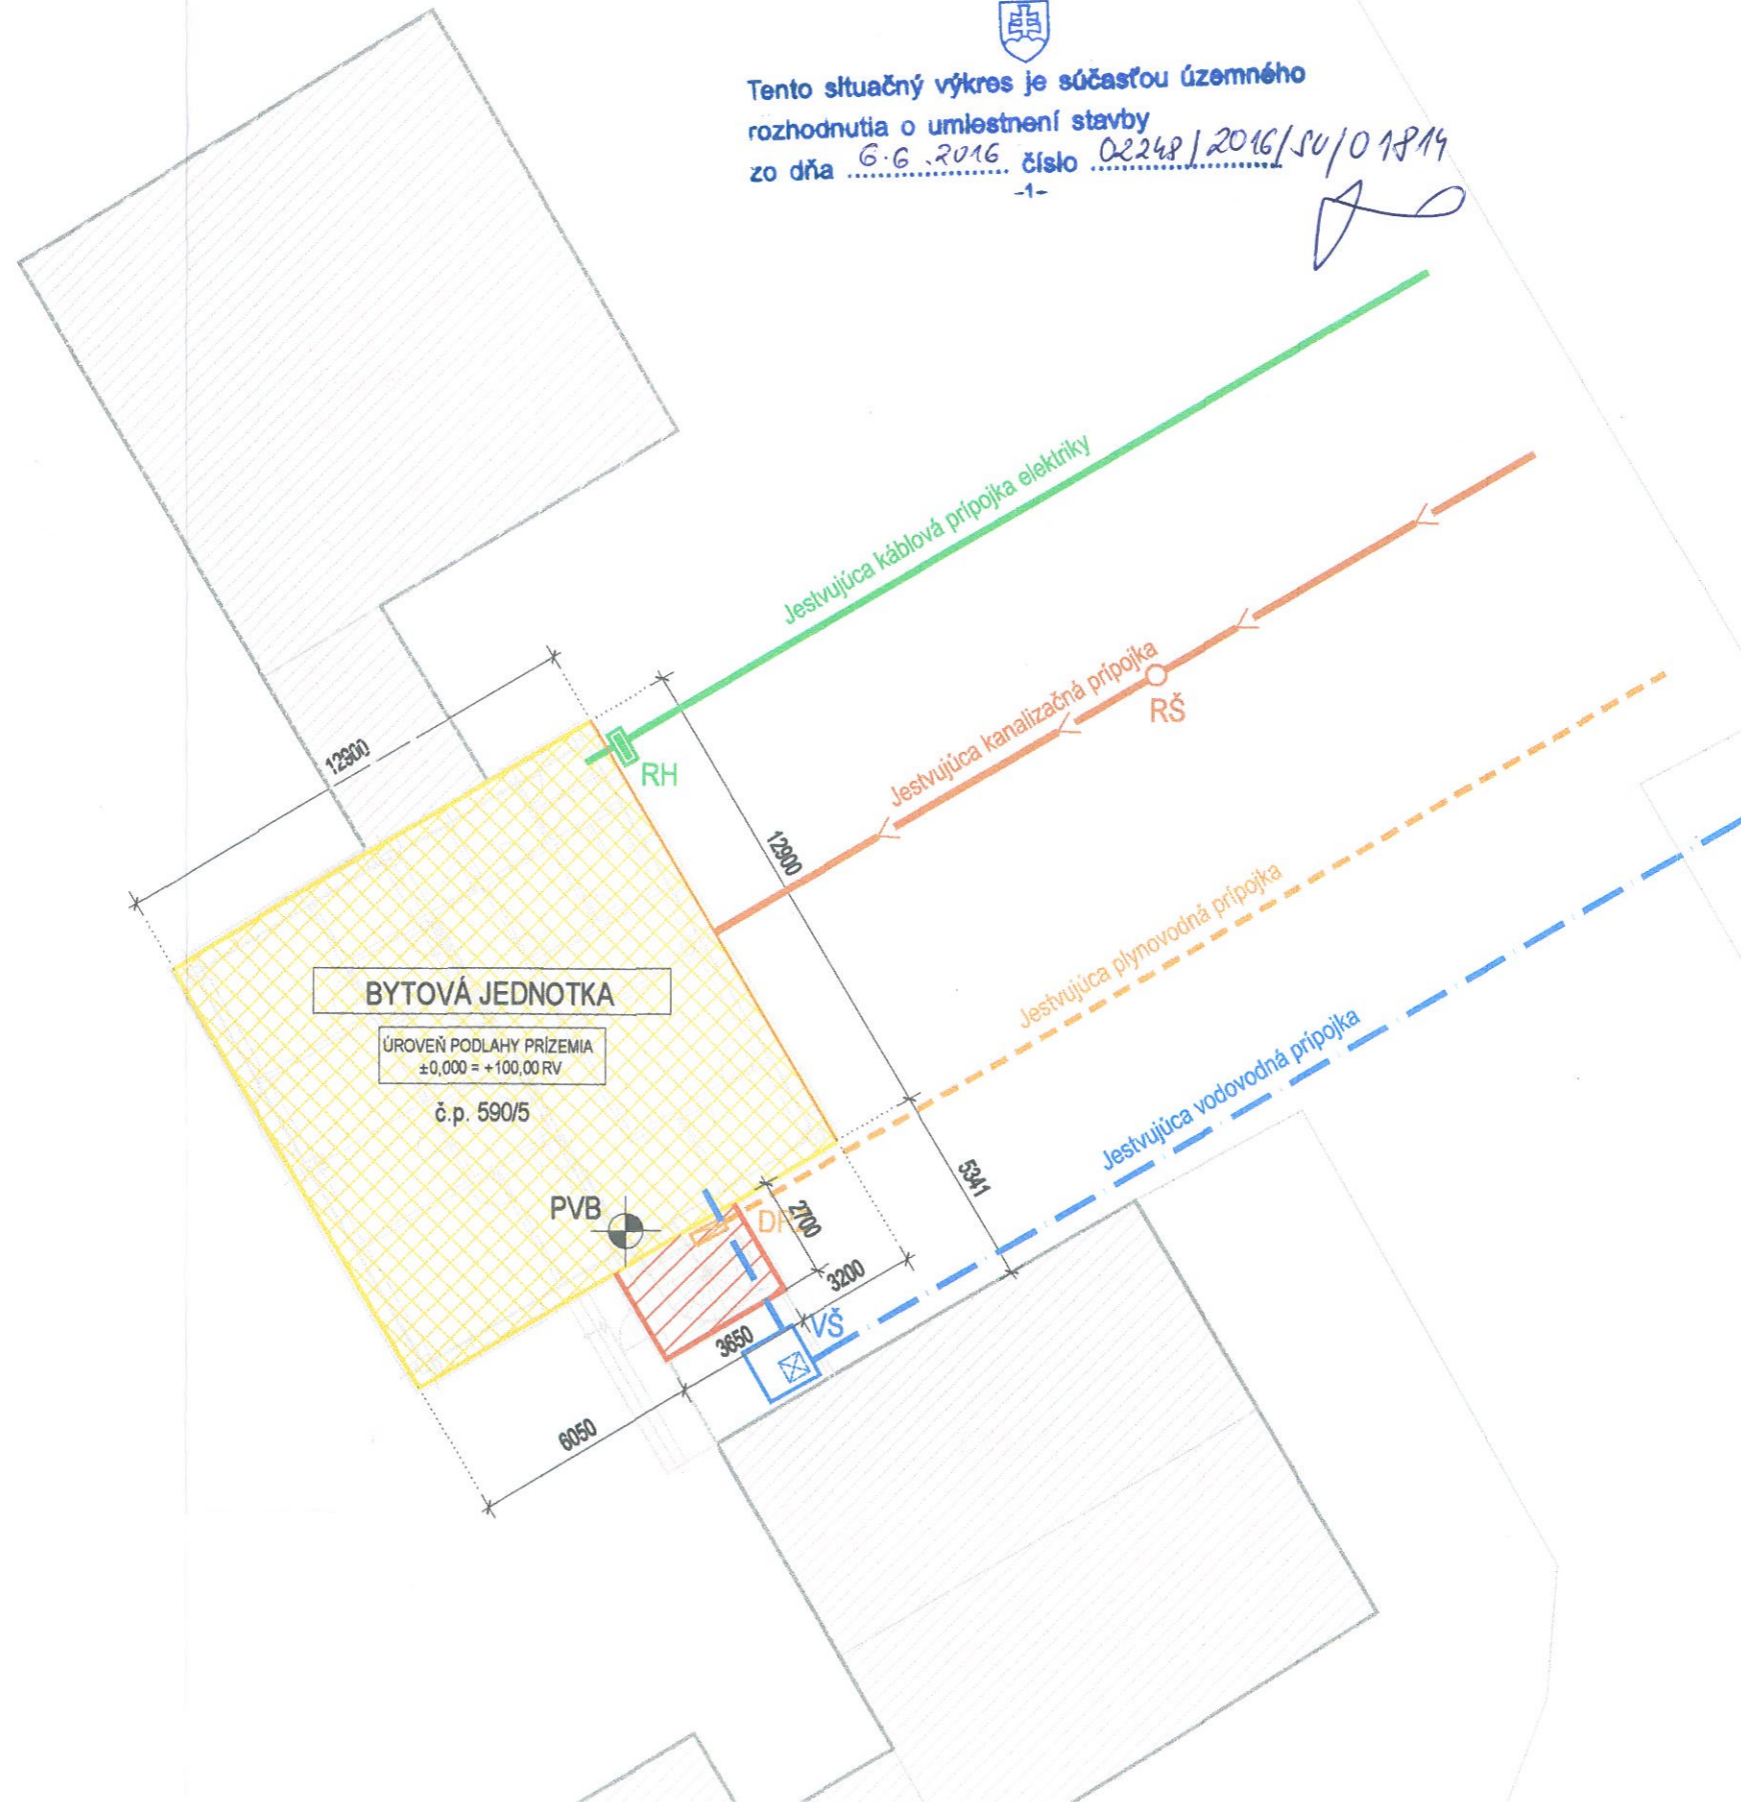 Tento situačný výkres je súčasťou územného
rozhodnutia o umiestnení stavby
zo dňa 6.6.2016 číslo 02248/2016/SU/01814
-1-
Jestvujúca káblová prípojka elektriky
Jestvujúca kanalizačná prípojka
RŠ
RH
12900
12900
Jestvujúca plynovodná prípojka
Jestvujúca vodovodná prípojka
BYTOVÁ JEDNOTKA
ÚROVEŇ PODLAHY PRÍZEMIA
±0,000 = +100,00 RV
č.p. 590/5
PVB
5341
2700
3200
VŠ
3650
6050